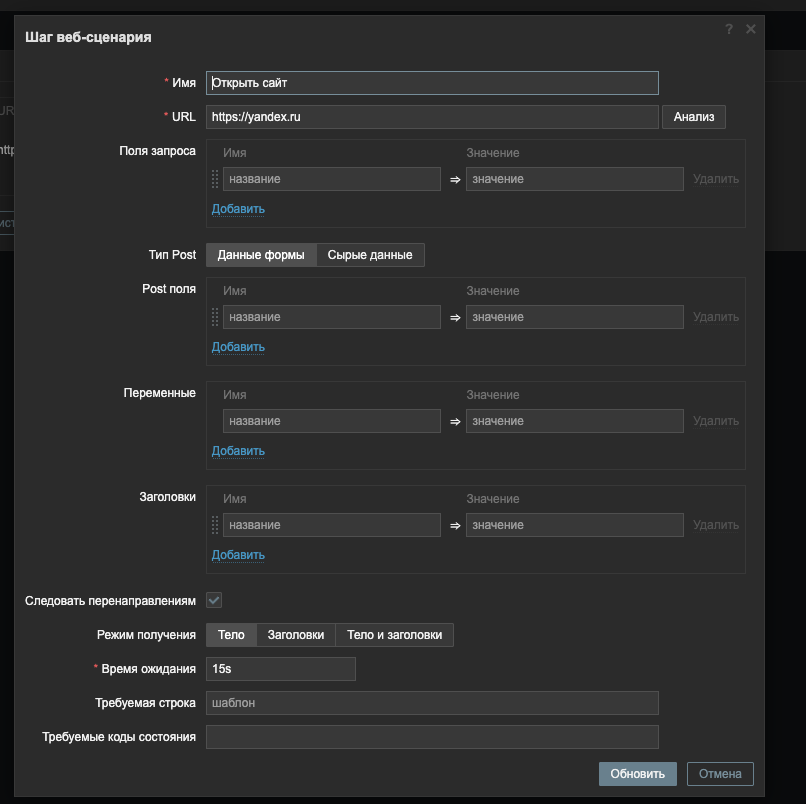 ? ×
Шаг веб-сценария
* Имя Открыть сайт
* URL https://yandex.ru Анализ
Поля запроса Имя Значение
название ⇒ значение Удалить
Добавить
Тип Post Данные формы Сырые данные
Post поля Имя Значение
название ⇒ значение Удалить
Добавить
Переменные Имя Значение
название ⇒ значение Удалить
Добавить
Заголовки Имя Значение
название ⇒ значение Удалить
Добавить
Следовать перенаправлениям
Режим получения Тело Заголовки Тело и заголовки
* Время ожидания 15s
Требуемая строка шаблон
Требуемые коды состояния
Обновить Отмена